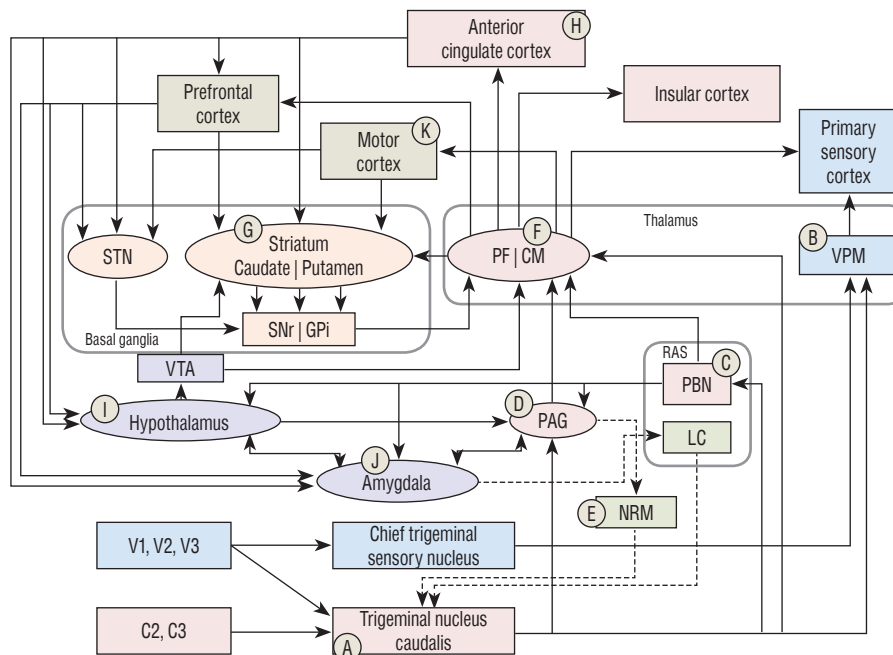 Anterior
cingulate cortex
H
Prefrontal
cortex
Insular cortex
Motor
cortex
K
Primary
sensory
cortex
Thalamus
G
Striatum
Caudate | Putamen
STN
F
PF | CM
B
VPM
SNr | GPi
Basal ganglia
VTA
RAS
C
PBN
I
Hypothalamus
D
PAG
LC
J
Amygdala
E
NRM
V1, V2, V3
Chief trigeminal
sensory nucleus
C2, C3
Trigeminal nucleus
caudalis
A